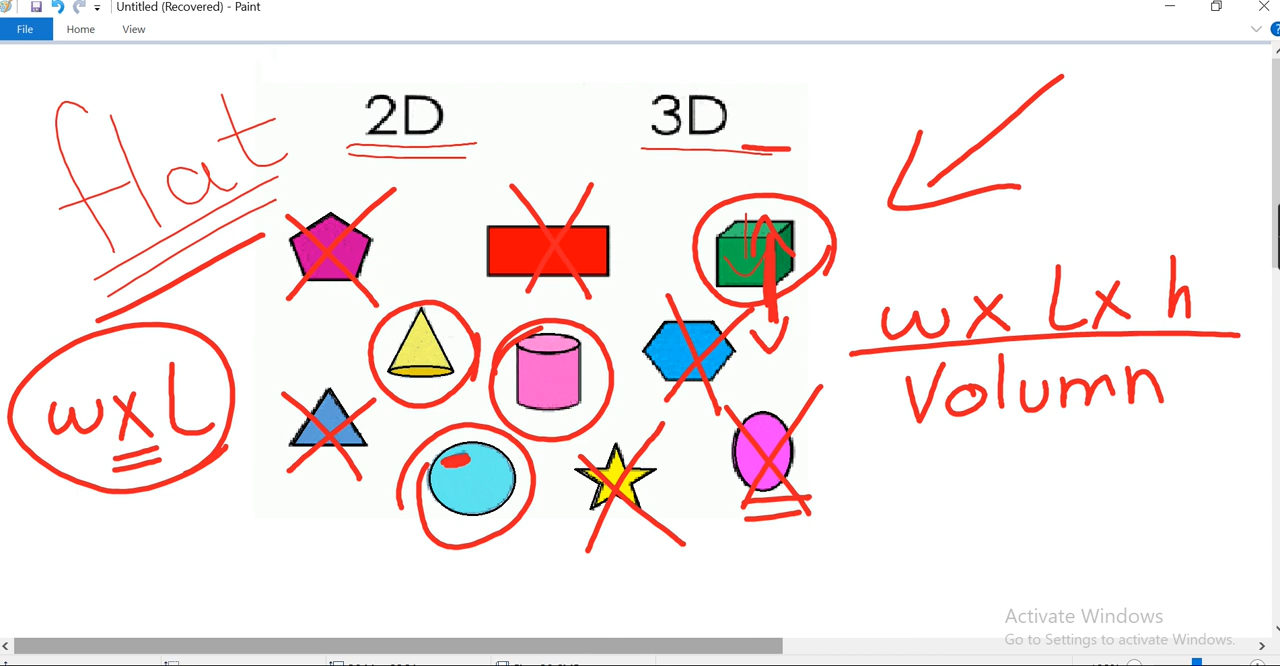 Untitled (Recovered) - Paint
File Home View
2D 3D
flat
w x L x h
Volumn
w x L
Activate Windows
Go to Settings to activate Windows.